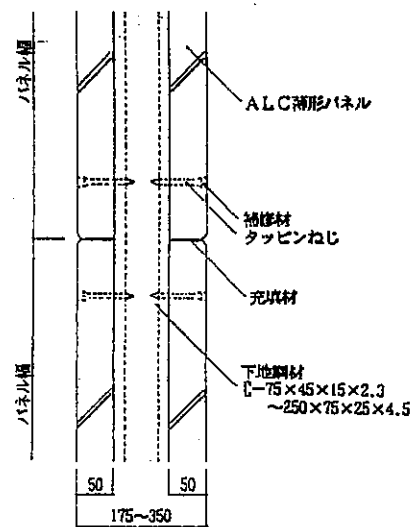 パネル幅
ALC薄形パネル
補修材
タッピンねじ
充填材
下地鋼材
C-75×45×15×2.3
～250×75×25×4.5
パネル幅
50
50
175～350